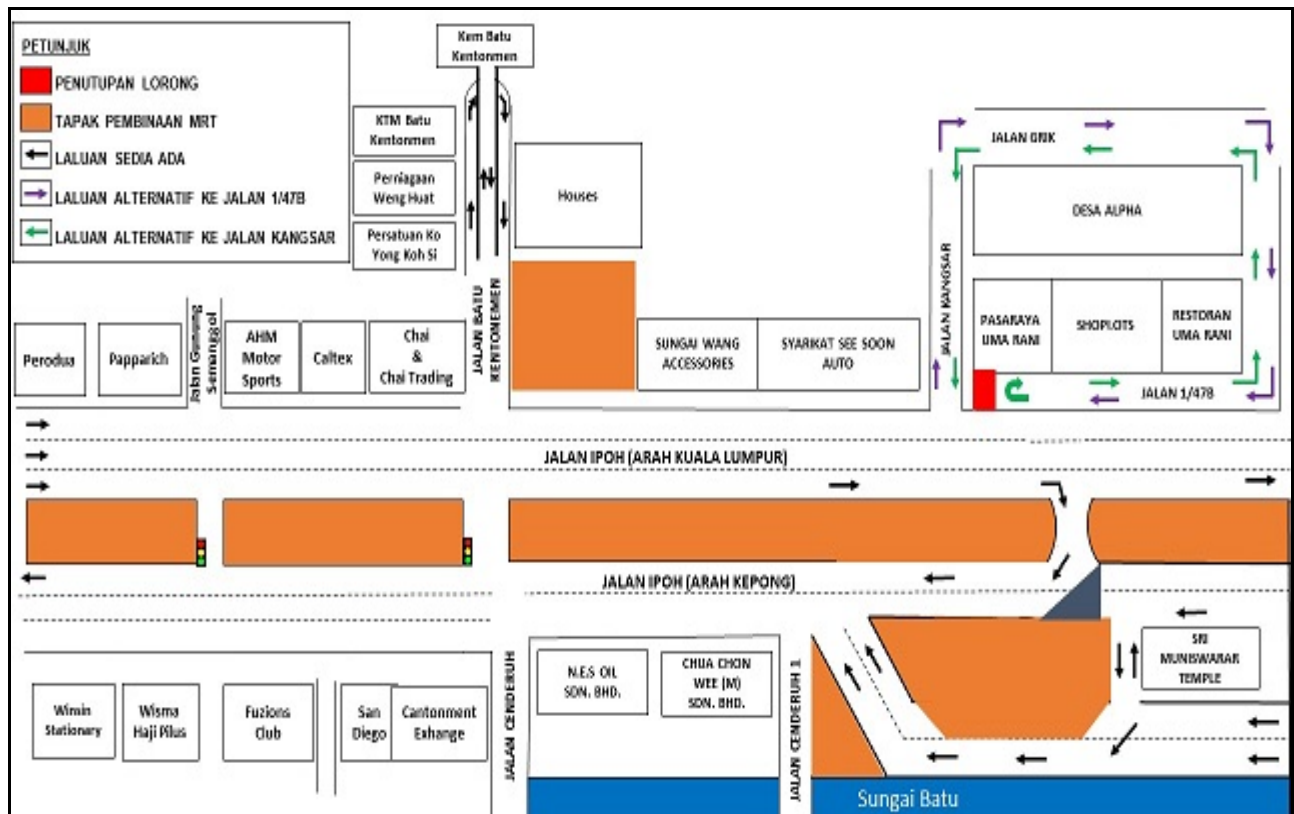 PETUNJUK
PENUTUPAN LORONG
TAPAK PEMBINAAN MRT
LALUAN SEDIA ADA
LALUAN ALTERNATIF KE JALAN 1/47B
LALUAN ALTERNATIF KE JALAN KANGSAR
Kem Batu
Kentonmen
KTM Batu
Kentonmen
Perniagaan
Weng Huat
Persatuan Ko
Yong Koh Si
Houses
JALAN GRIK
DESA ALPHA
JALAN KANGSAR
PASARAYA
UMA RANI
SHOPLOTS
RESTORAN
UMA RANI
JALAN 1/47B
Perodua
Papparich
Jalan Gunung
Semanggol
AHM
Motor
Sports
Caltex
Chai
&
Chai Trading
JALAN BATU
KENTONEMEN
SUNGAI WANG
ACCESSORIES
SYARIKAT SEE SOON
AUTO
JALAN IPOH (ARAH KUALA LUMPUR)
JALAN IPOH (ARAH KEPONG)
Winsin
Stationary
Wisma
Haji Pilus
Fuzions
Club
San
Diego
Cantonment
Exhange
JALAN CENDERUH
N.E.S OIL
SDN. BHD.
CHUA CHON
WEE (M)
SDN. BHD.
JALAN CENDERUH 1
SRI
MUNISWARAR
TEMPLE
Sungai Batu